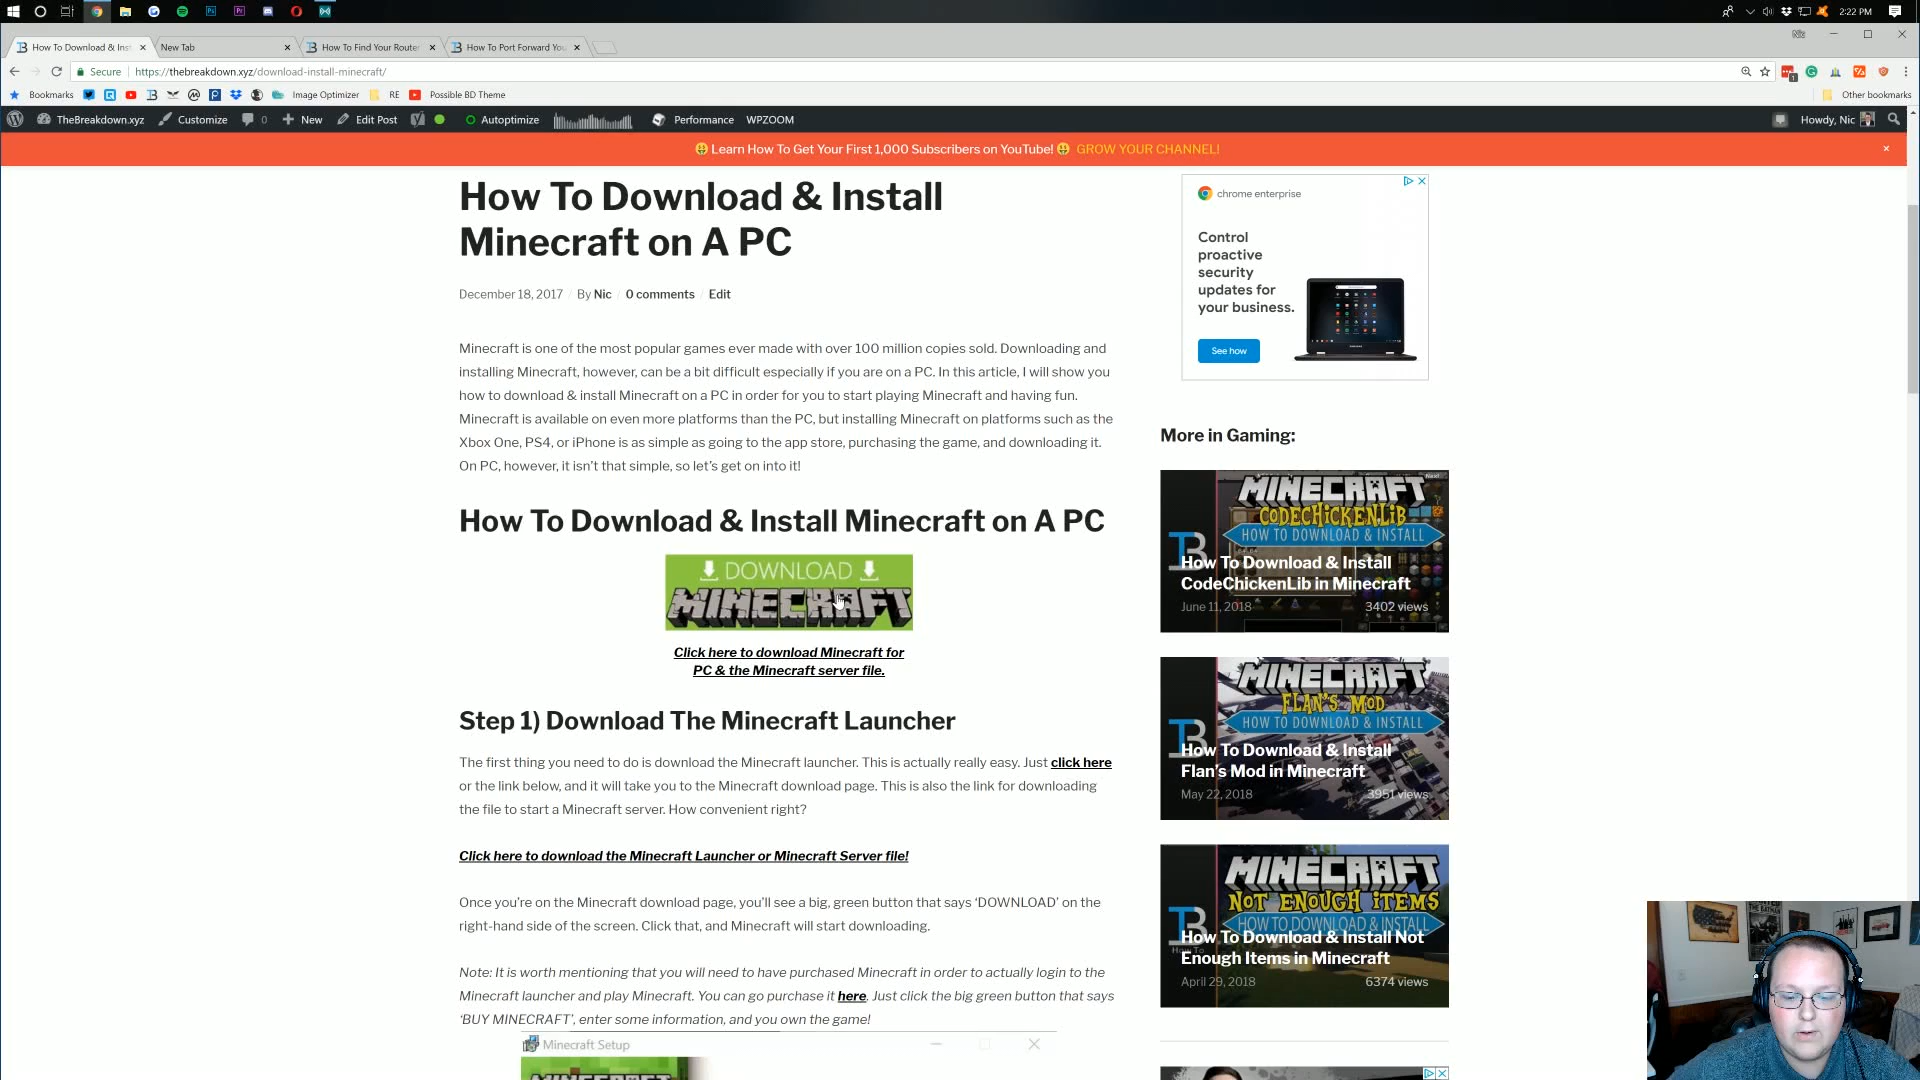 2:22 PM
How To Download & Inst
New Tab
How To Find Your Router
How To Port Forward You
Nic
Secure
https://thebreakdown.xyz/download-install-minecraft/
Bookmarks
Image Optimizer
RE
Possible BD Theme
Other bookmarks
TheBreakdown.xyz
Customize
0
New
Edit Post
Autoptimize
Performance
WPZOOM
Howdy, Nic
Learn How To Get Your First 1,000 Subscribers on YouTube!
GROW YOUR CHANNEL!
How To Download & Install
Minecraft on A PC
December 18, 2017 / By Nic / 0 comments / Edit
Minecraft is one of the most popular games ever made with over 100 million copies sold. Downloading and
installing Minecraft, however, can be a bit difficult especially if you are on a PC. In this article, I will show you
how to download & install Minecraft on a PC in order for you to start playing Minecraft and having fun.
Minecraft is available on even more platforms than the PC, but installing Minecraft on platforms such as the
Xbox One, PS4, or iPhone is as simple as going to the app store, purchasing the game, and downloading it.
On PC, however, it isn't that simple, so let's get on into it!
How To Download & Install Minecraft on A PC
DOWNLOAD
MINECRAFT
Click here to download Minecraft for
PC & the Minecraft server file.
Step 1) Download The Minecraft Launcher
The first thing you need to do is download the Minecraft launcher. This is actually really easy. Just click here
or the link below, and it will take you to the Minecraft download page. This is also the link for downloading
the file to start a Minecraft server. How convenient right?
Click here to download the Minecraft Launcher or Minecraft Server file!
Once you're on the Minecraft download page, you'll see a big, green button that says ‘DOWNLOAD’ on the
right-hand side of the screen. Click that, and Minecraft will start downloading.
Note: It is worth mentioning that you will need to have purchased Minecraft in order to actually login to the
Minecraft launcher and play Minecraft. You can go purchase it here. Just click the big green button that says
‘BUY MINECRAFT’, enter some information, and you own the game!
Minecraft Setup
chrome enterprise
Control
proactive
security
updates for
your business.
See how
More in Gaming:
MINECRAFT
CODECHICKENLIB
HOW TO DOWNLOAD & INSTALL
How To Download & Install
CodeChickenLib in Minecraft
June 11, 2018
3402 views
MINECRAFT
FLAN'S MOD
HOW TO DOWNLOAD & INSTALL
How To Download & Install
Flan's Mod in Minecraft
May 22, 2018
3951 views
MINECRAFT
NOT ENOUGH ITEMS
HOW TO DOWNLOAD & INSTALL
How To Download & Install Not
Enough Items in Minecraft
April 29, 2018
6374 views